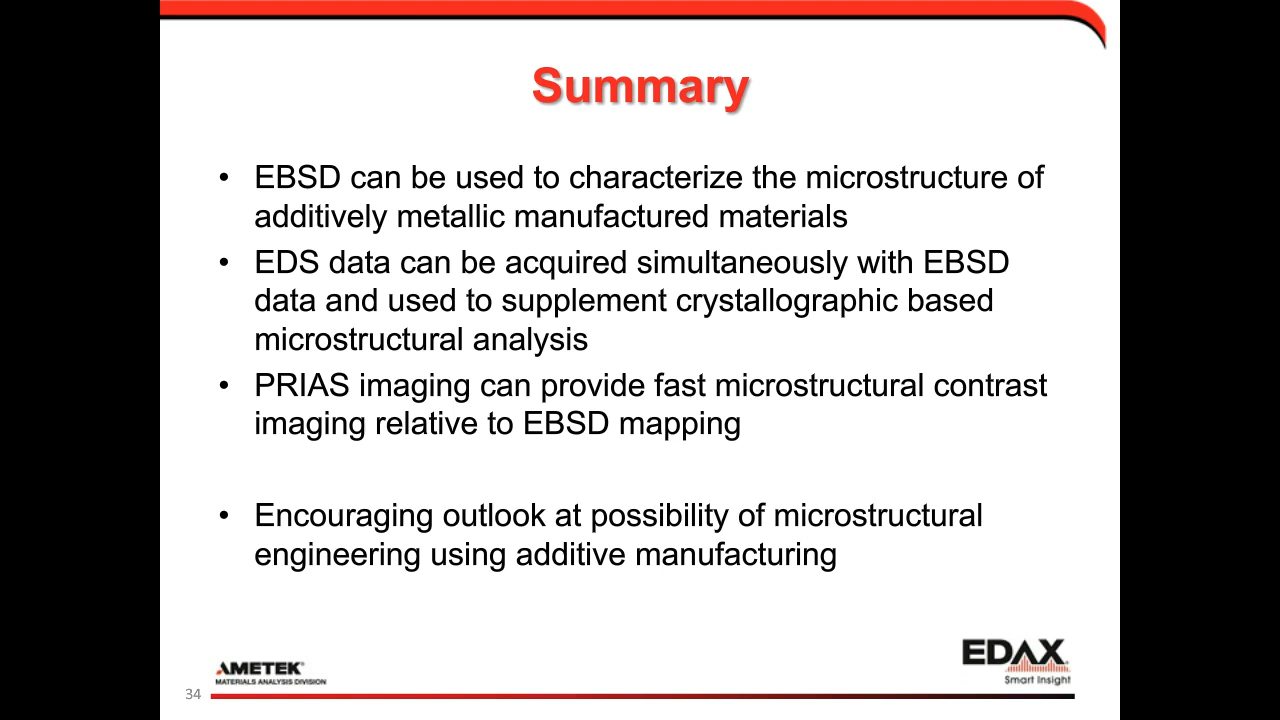 Summary
• EBSD can be used to characterize the microstructure of
additively metallic manufactured materials
• EDS data can be acquired simultaneously with EBSD
data and used to supplement crystallographic based
microstructural analysis
• PRIAS imaging can provide fast microstructural contrast
imaging relative to EBSD mapping
• Encouraging outlook at possibility of microstructural
engineering using additive manufacturing
AMETEK®
MATERIALS ANALYSIS DIVISION
EDAX
Smart Insight
34